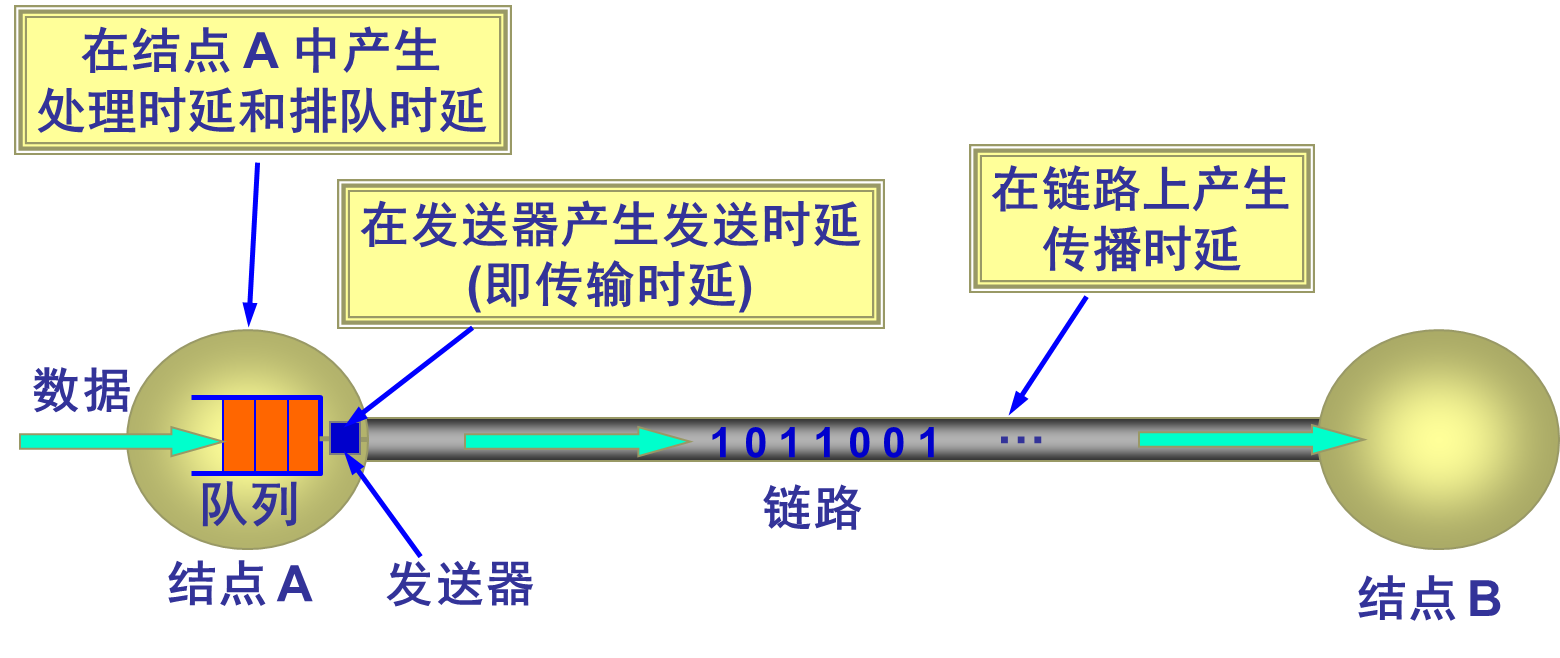 在结点 A 中产生
处理时延和排队时延
在发送器产生发送时延
(即传输时延)
在链路上产生
传播时延
数据
1 0 1 1 0 0 1 …
队列
链路
结点 A
发送器
结点 B